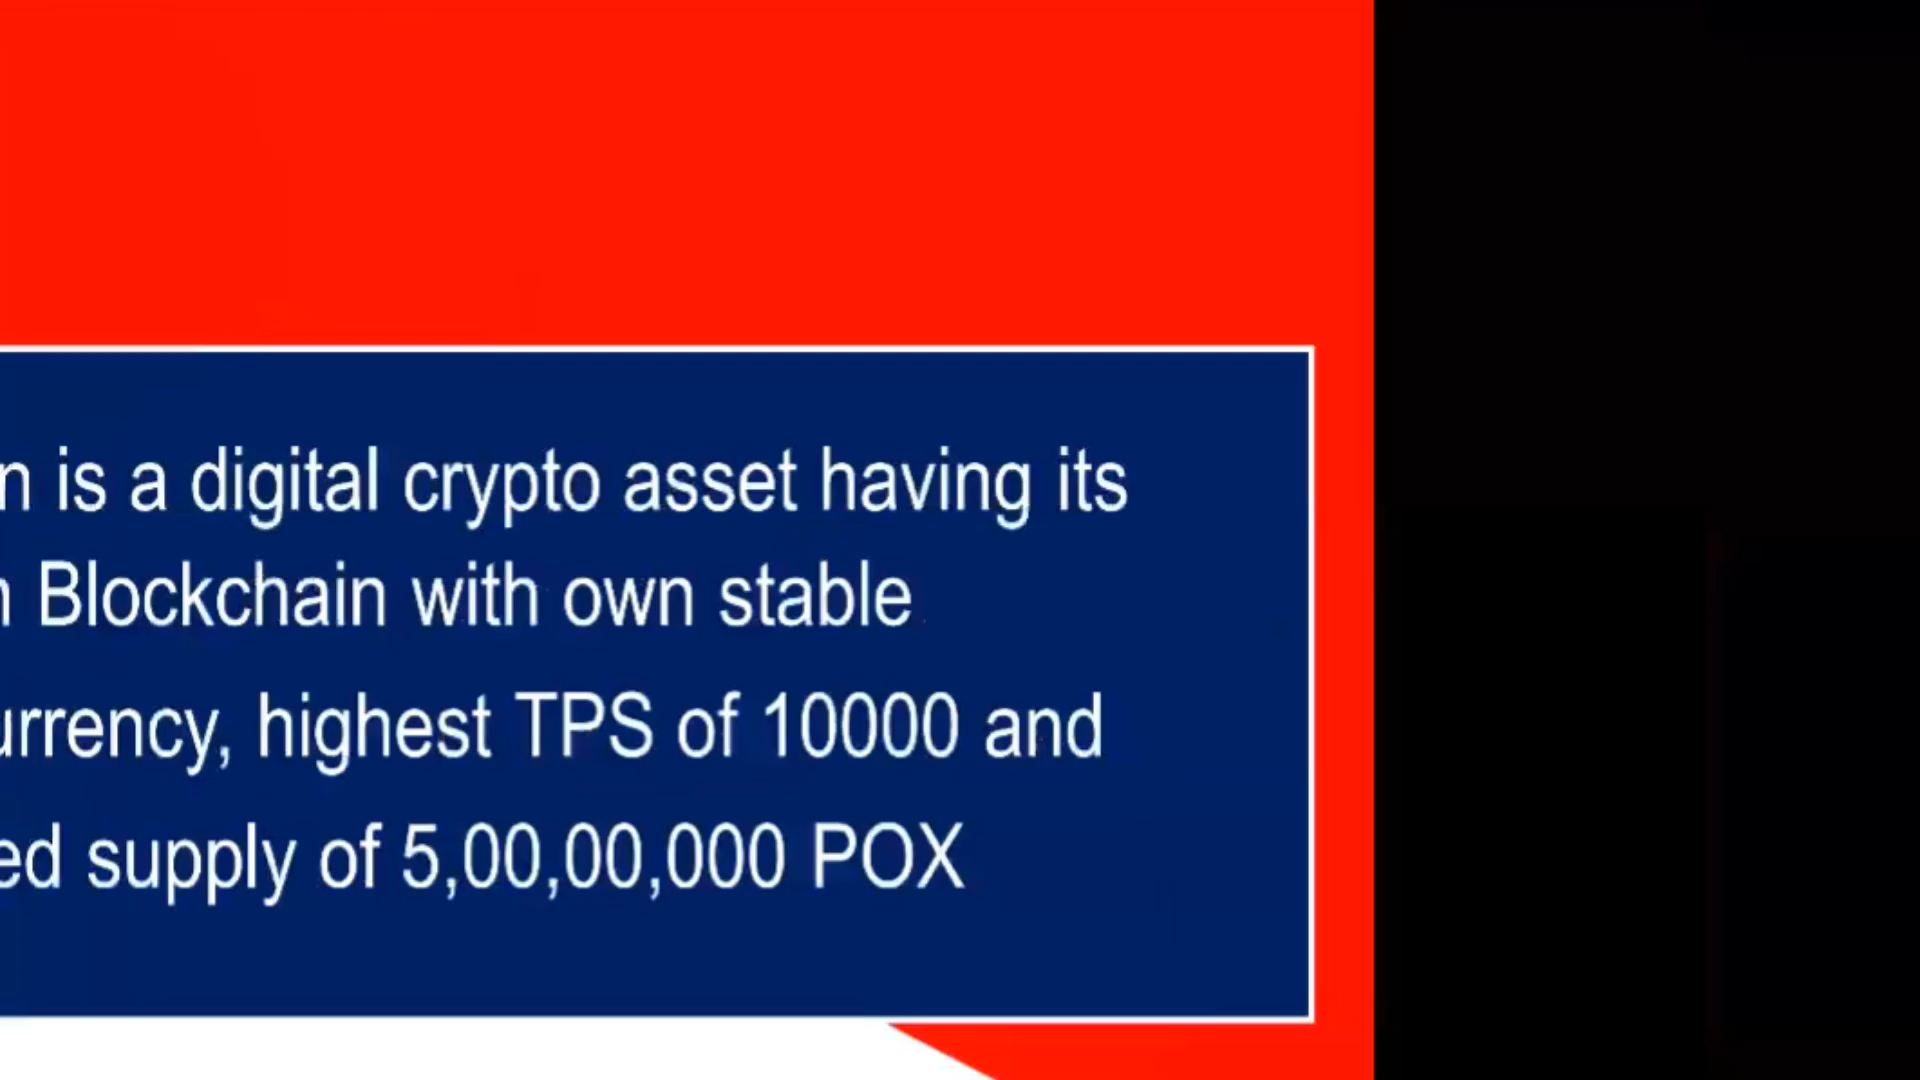 n is a digital crypto asset having its
n Blockchain with own stable
urrency, highest TPS of 10000 and
ed supply of 5,00,00,000 POX